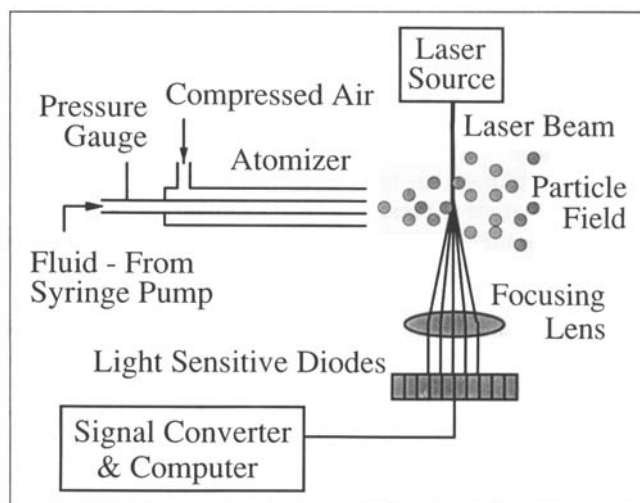 Laser
Source
Pressure
Gauge
Compressed Air
Atomizer
Laser Beam
Particle
Field
Fluid - From
Syringe Pump
Focusing
Lens
Light Sensitive Diodes
Signal Converter
& Computer